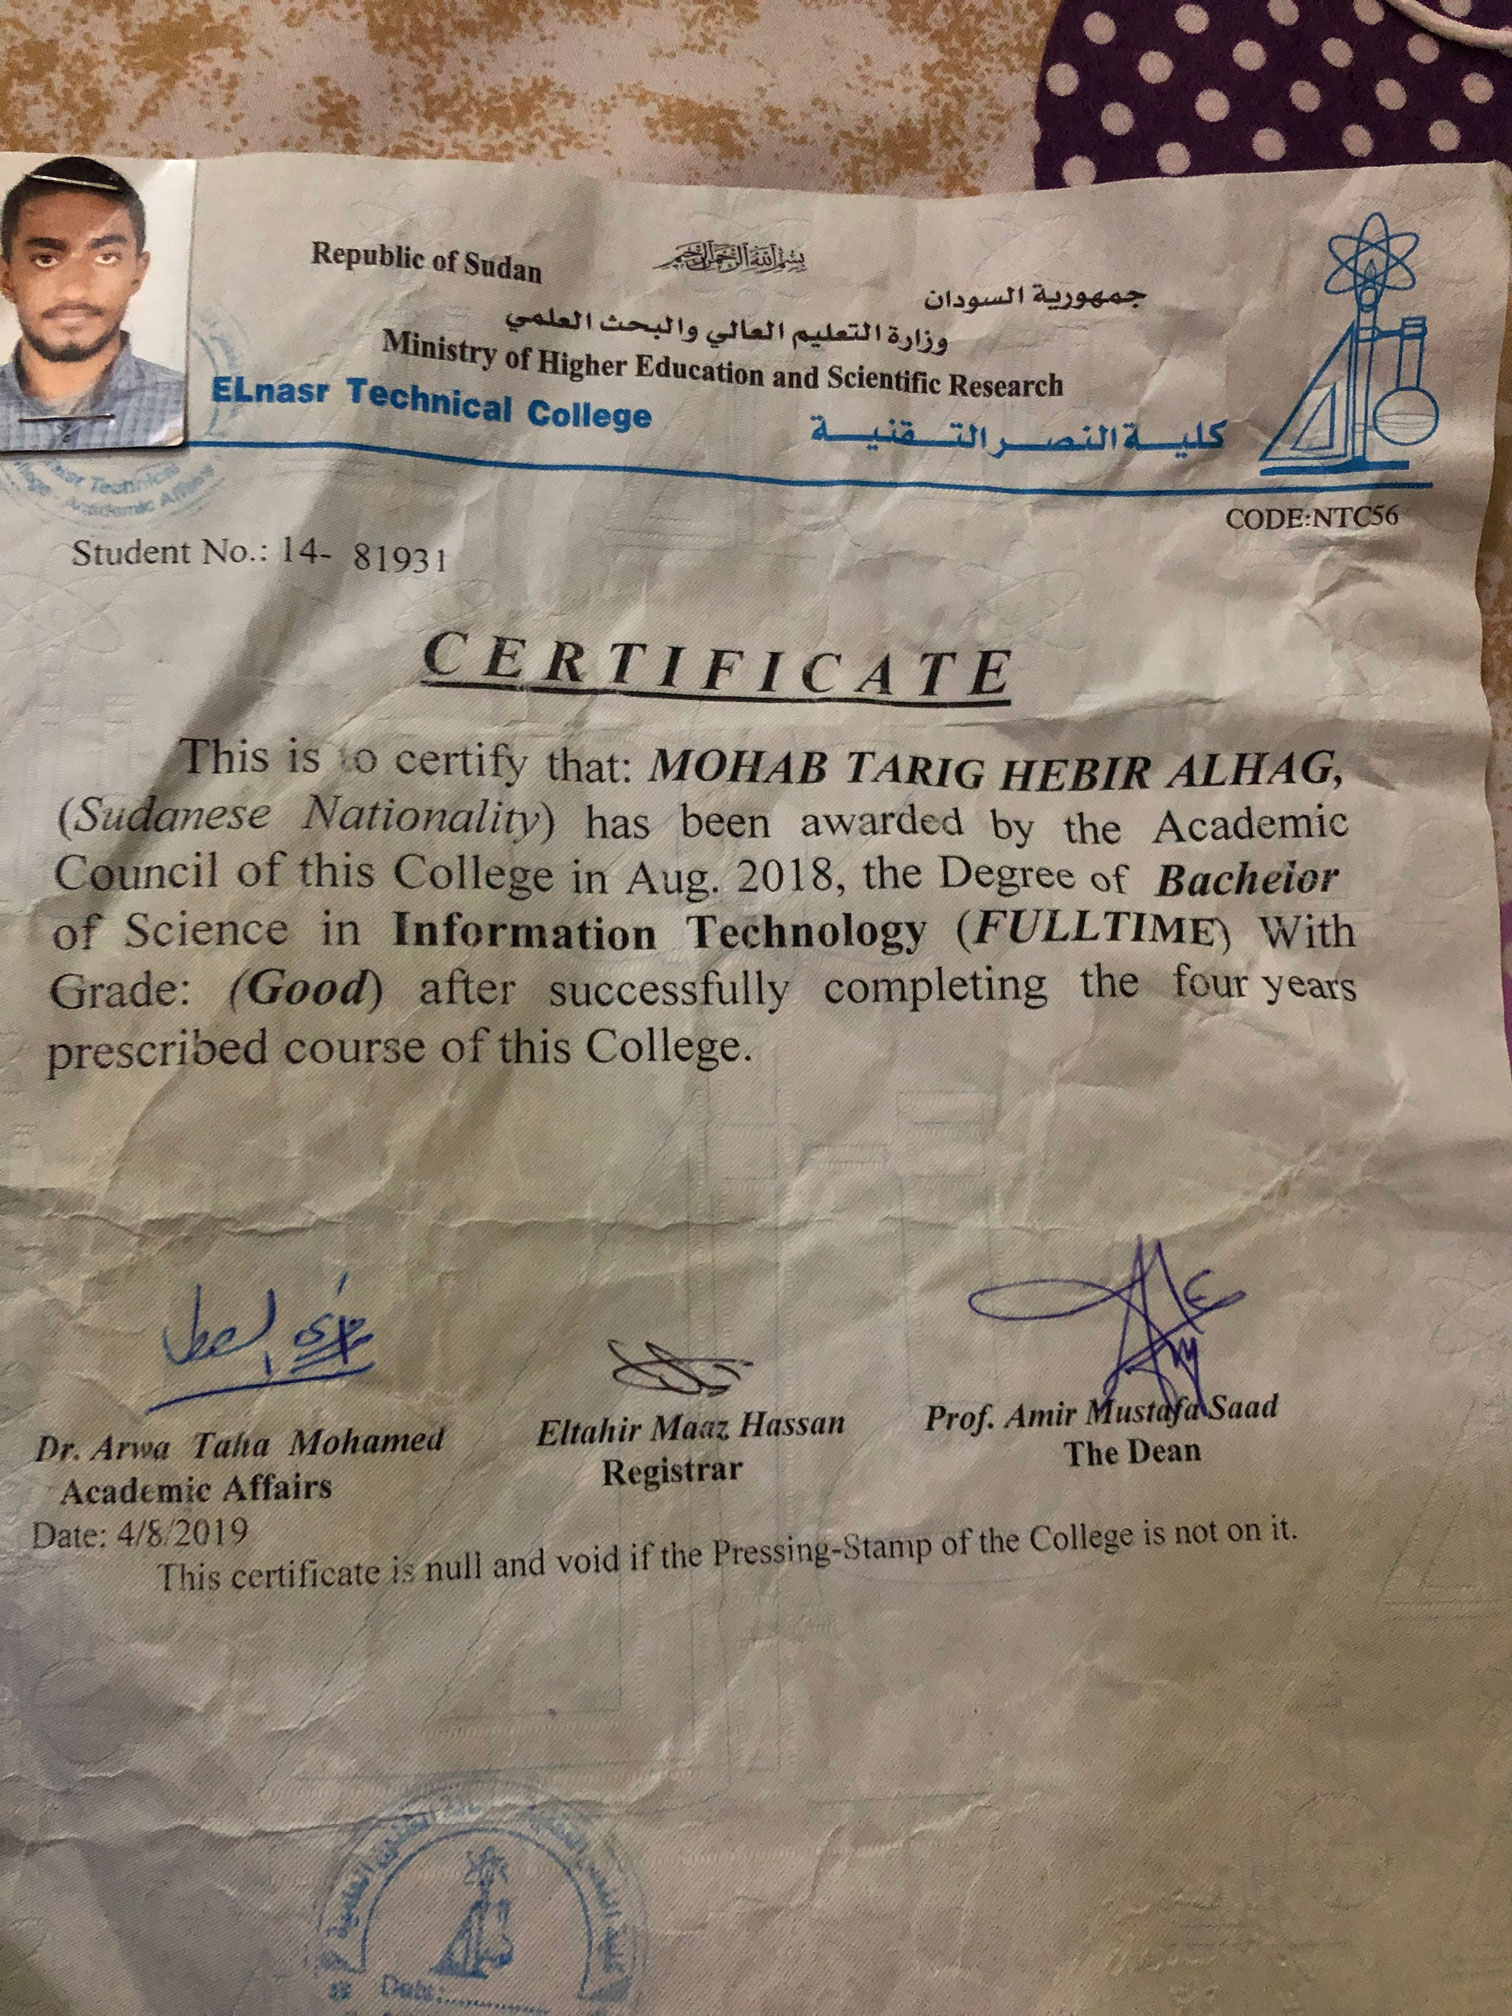 Republic of Sudan
بسم الله الرحمن الرحيم
جمهورية السودان
وزارة التعليم العالي والبحث العلمي
Ministry of Higher Education and Scientific Research
ELnasr Technical College
كلية النصر التقنية
Technical
Academic Affairs
CODE:NTC56
Student No.: 14- 81931
CERTIFICATE
This is to certify that: MOHAB TARIG HEBIR ALHAG,
(Sudanese Nationality) has been awarded by the Academic
Council of this College in Aug. 2018, the Degree of Bachelor
of Science in Information Technology (FULLTIME) With
Grade: (Good) after successfully completing the four years
prescribed course of this College.
Dr. Arwa Taha Mohamed
Academic Affairs
Eltahir Maaz Hassan
Registrar
Prof. Amir Mustafa Saad
The Dean
Date: 4/8/2019
This certificate is null and void if the Pressing-Stamp of the College is not on it.
Date: